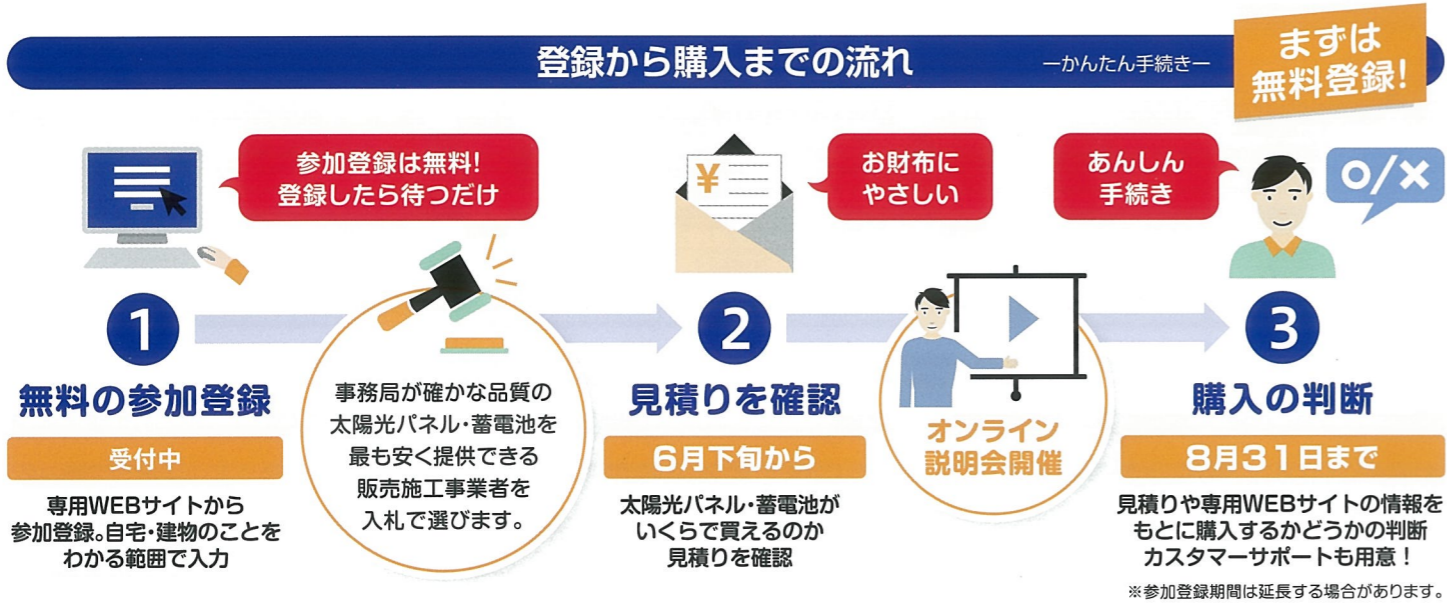 登録から購入までの流れ
ーかんたん手続きー
まずは
無料登録!
参加登録は無料!
登録したら待つだけ
¥
お財布に
やさしい
あんしん
手続き
○/×
1
無料の参加登録
受付中
専用WEBサイトから
参加登録。自宅・建物のことを
わかる範囲で入力
事務局が確かな品質の
太陽光パネル・蓄電池を
最も安く提供できる
販売施工事業者を
入札で選びます。
2
見積りを確認
6月下旬から
太陽光パネル・蓄電池が
いくらで買えるのか
見積りを確認
オンライン
説明会開催
3
購入の判断
8月31日まで
見積りや専用WEBサイトの情報を
もとに購入するかどうかの判断
カスタマーサポートも用意!
※参加登録期間は延長する場合があります。